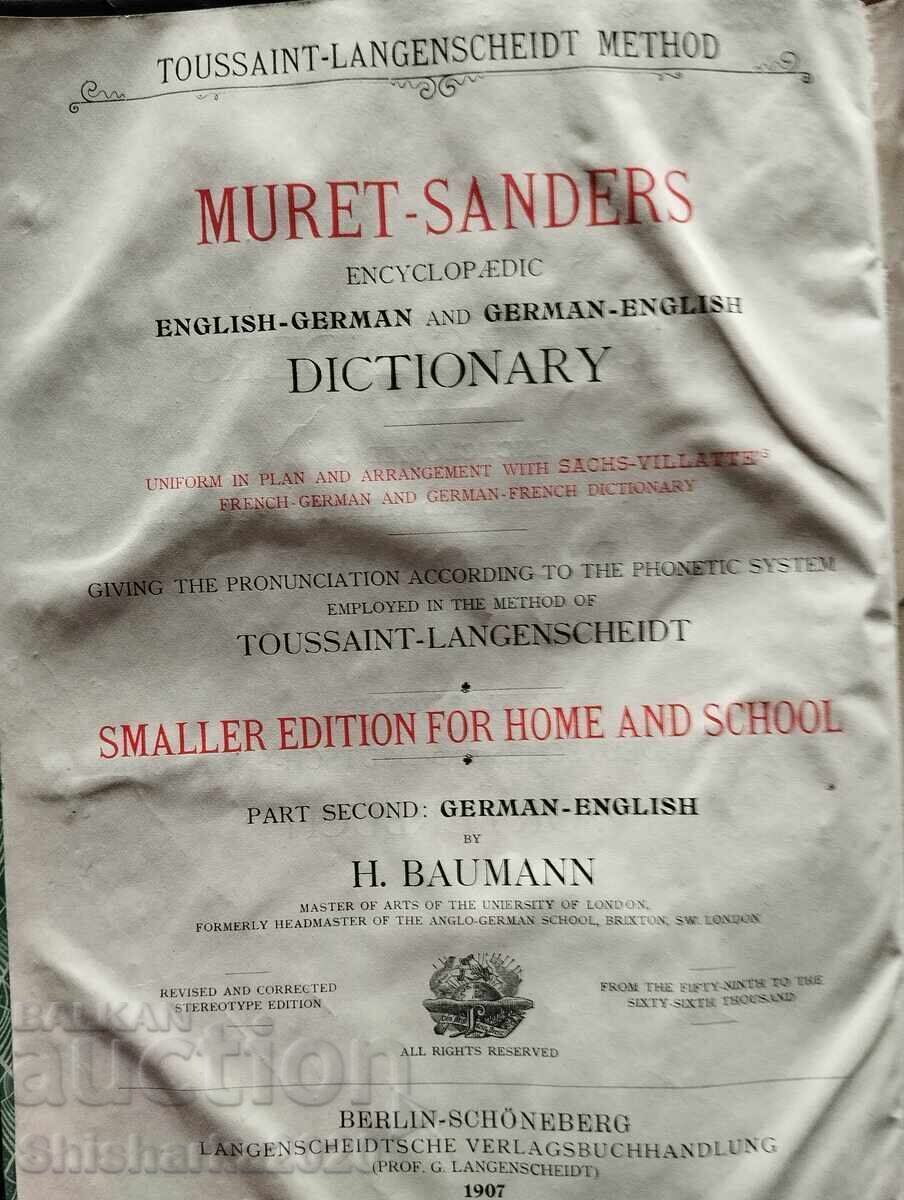 TOUSSAINT-LANGENSCHEIDT METHOD
MURET-SANDERS
ENCYCLOPÆDIC
ENGLISH-GERMAN AND GERMAN-ENGLISH
DICTIONARY
UNIFORM IN PLAN AND ARRANGEMENT WITH SACHS-VILLATTE'S
FRENCH-GERMAN AND GERMAN-FRENCH DICTIONARY
GIVING THE PRONUNCIATION ACCORDING TO THE PHONETIC SYSTEM
EMPLOYED IN THE METHOD OF
TOUSSAINT-LANGENSCHEIDT
SMALLER EDITION FOR HOME AND SCHOOL
PART SECOND: GERMAN-ENGLISH
BY
H. BAUMANN
MASTER OF ARTS OF THE UNIERSITY OF LONDON,
FORMERLY HEADMASTER OF THE ANGLO-GERMAN SCHOOL, BRIXTON, SW. LONDON
REVISED AND CORRECTED
STEREOTYPE EDITION
FROM THE FIFTY-NINTH TO THE
SIXTY-SIXTH THOUSAND
ALL RIGHTS RESERVED
BERLIN-SCHÖNEBERG
LANGENSCHEIDTSCHE VERLAGSBUCHHANDLUNG
(PROF. G. LANGENSCHEIDT)
1907
BALKAN
auction